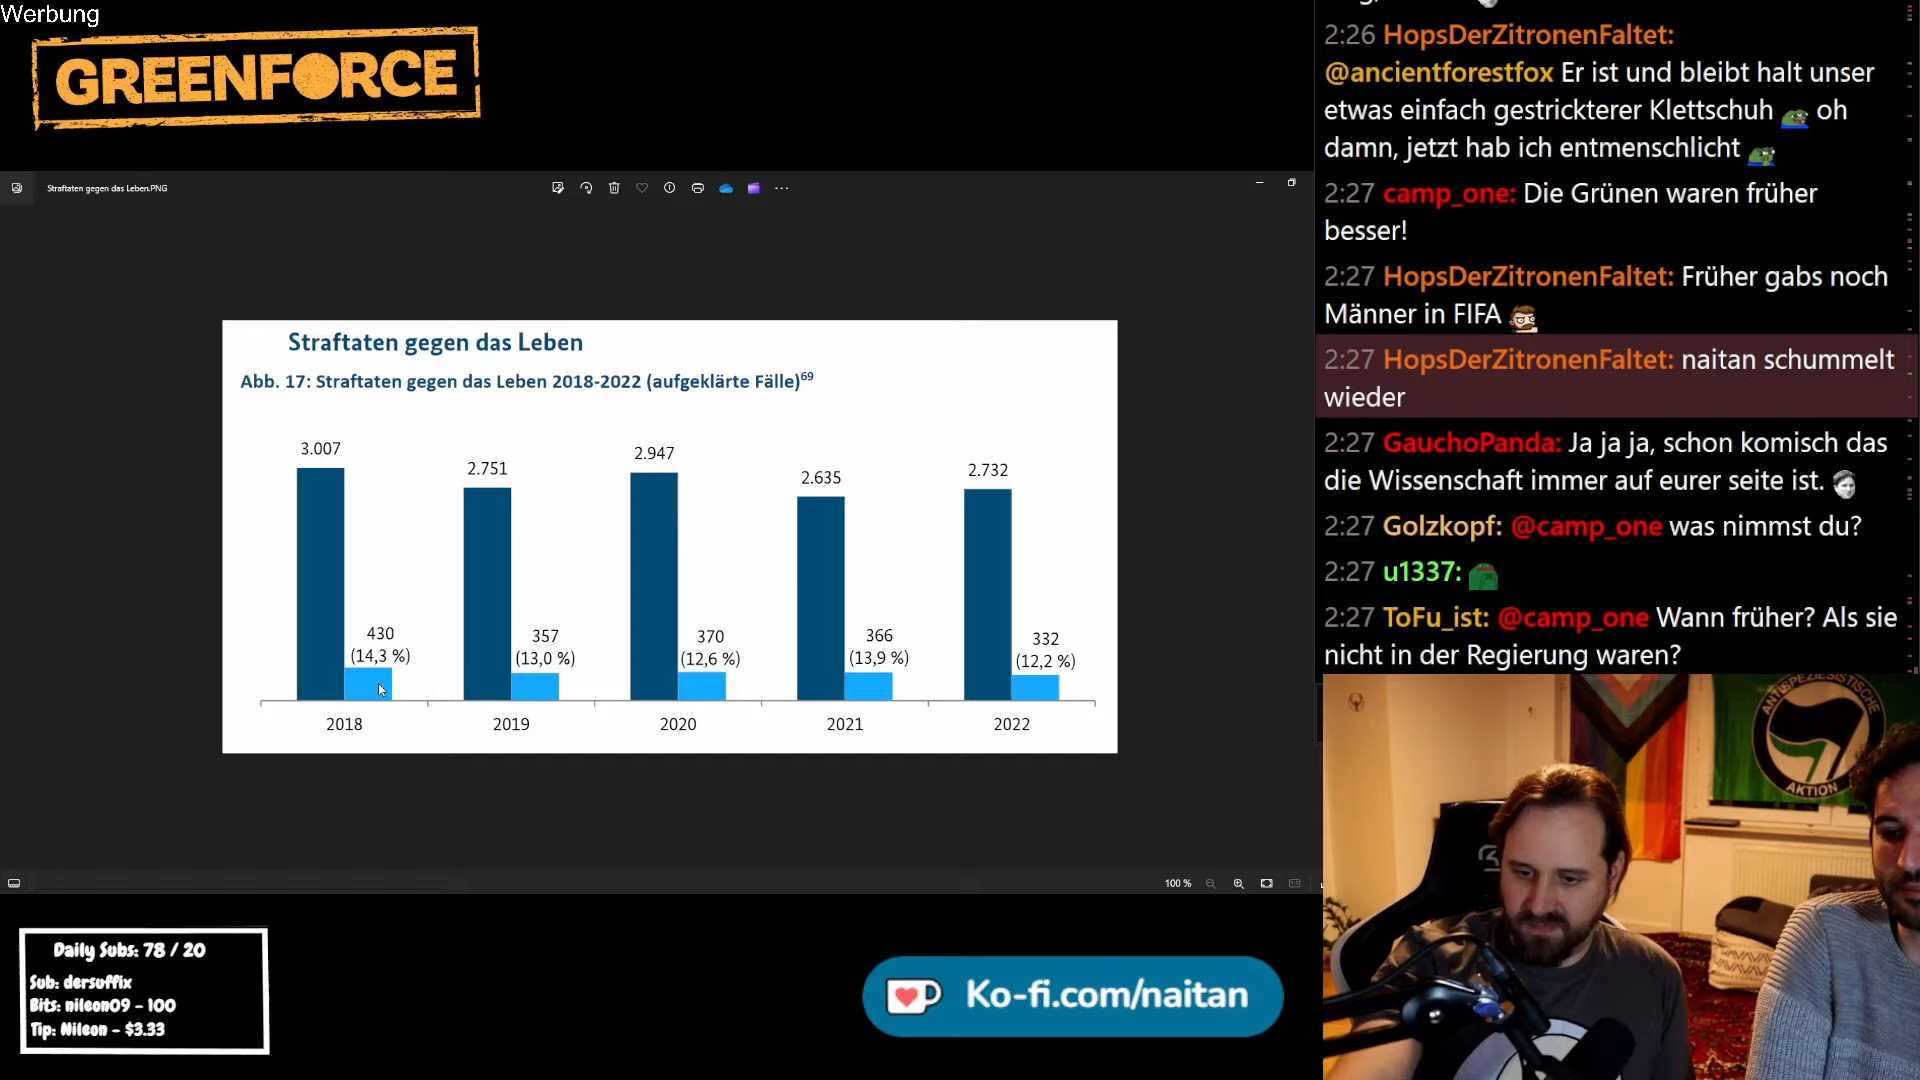 Werbung
GREENFORCE
Straftaten gegen das Leben.PNG
Straftaten gegen das Leben
Abb. 17: Straftaten gegen das Leben 2018-2022 (aufgeklärte Fälle)69
3.007
2.751
2.947
2.635
2.732
430
(14,3 %)
357
(13,0 %)
370
(12,6 %)
366
(13,9 %)
332
(12,2 %)
2018
2019
2020
2021
2022
100 %
Daily Subs: 78 / 20
Sub: dersuffix
Bits: nileon09 - 100
Tip: Nileon - $3.33
Ko-fi.com/naitan
2:26 HopsDerZitronenFaltet:
@ancientforestfox Er ist und bleibt halt unser
etwas einfach gestrickterer Klettschuh oh
damn, jetzt hab ich entmenschlicht
2:27 camp_one: Die Grünen waren früher
besser!
2:27 HopsDerZitronenFaltet: Früher gabs noch
Männer in FIFA
2:27 HopsDerZitronenFaltet: naitan schummelt
wieder
2:27 GauchoPanda: Ja ja ja, schon komisch das
die Wissenschaft immer auf eurer seite ist.
2:27 Golzkopf: @camp_one was nimmst du?
2:27 u1337:
2:27 ToFu_ist: @camp_one Wann früher? Als sie
nicht in der Regierung waren?
ANTISPEZIESISTISCHE
AKTION